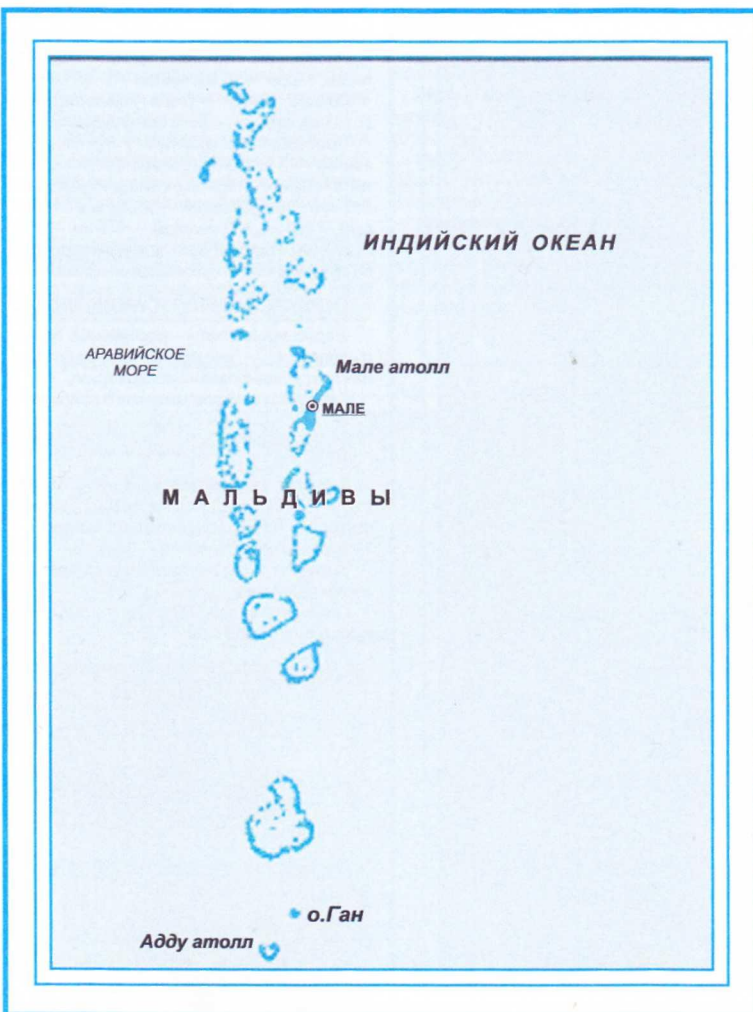 ИНДИЙСКИЙ ОКЕАН
АРАВИЙСКОЕ
МОРЕ
Мале атолл
МАЛЕ
МАЛЬДИВЫ
о.Ган
Адду атолл